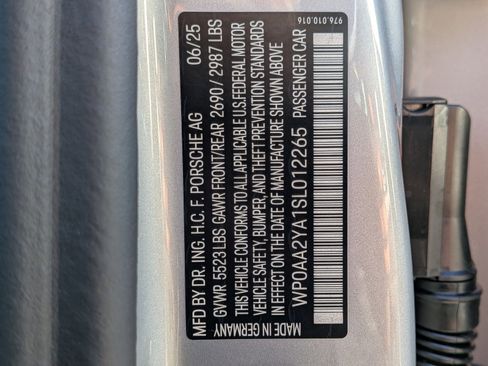 MFD BY DR. ING. H.C. F. PORSCHE AG 06/25
GVWR 5523 LBS GAWR FRONT/REAR 2690 / 2987 LBS
THIS VEHICLE CONFORMS TO ALL APPLICABLE U.S.FEDERAL MOTOR
VEHICLE SAFETY, BUMPER, AND THEFT PREVENTION STANDARDS
IN EFFECT ON THE DATE OF MANUFACTURE SHOWN ABOVE
WP0AA2YA1SL012265 PASSENGER CAR
MADE IN GERMANY 976.010.016